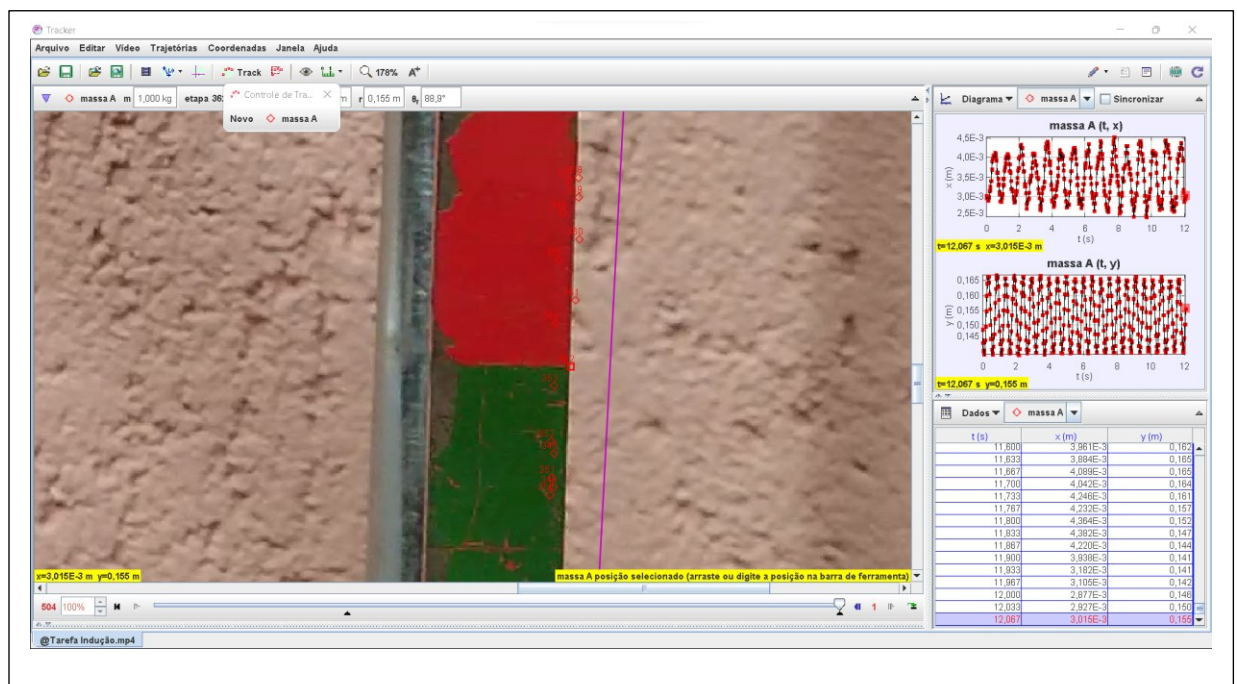 Tracker
Arquivo Editar Vídeo Trajetórias Coordenadas Janela Ajuda
Track 178% A+
massa A m 1,000 kg etapa 36 m r 0,155 m θr 88,9°
Controle de Tra...
Novo massa A
Diagrama massa A Sincronizar
massa A (t, x)
4,5E-3
4,0E-3
3,5E-3
3,0E-3
2,5E-3
x (m)
0 2 4 6 8 10 12
t (s)
t=12,067 s x=3,015E-3 m
massa A (t, y)
0,165
0,160
0,155
0,150
0,145
y (m)
0 2 4 6 8 10 12
t (s)
t=12,067 s y=0,155 m
Dados massa A
t (s) x (m) y (m)
11,600 3,961E-3 0,162
11,633 3,884E-3 0,165
11,667 4,089E-3 0,165
11,700 4,042E-3 0,164
11,733 4,246E-3 0,161
11,767 4,232E-3 0,157
11,800 4,364E-3 0,152
11,833 4,382E-3 0,147
11,867 4,220E-3 0,144
11,900 3,938E-3 0,141
11,933 3,182E-3 0,141
11,967 3,105E-3 0,142
12,000 2,877E-3 0,146
12,033 2,927E-3 0,150
12,067 3,015E-3 0,155
x=3,015E-3 m y=0,155 m
massa A posição selecionado (arraste ou digite a posição na barra de ferramenta)
504 100% 1
@Tarefa Indução.mp4